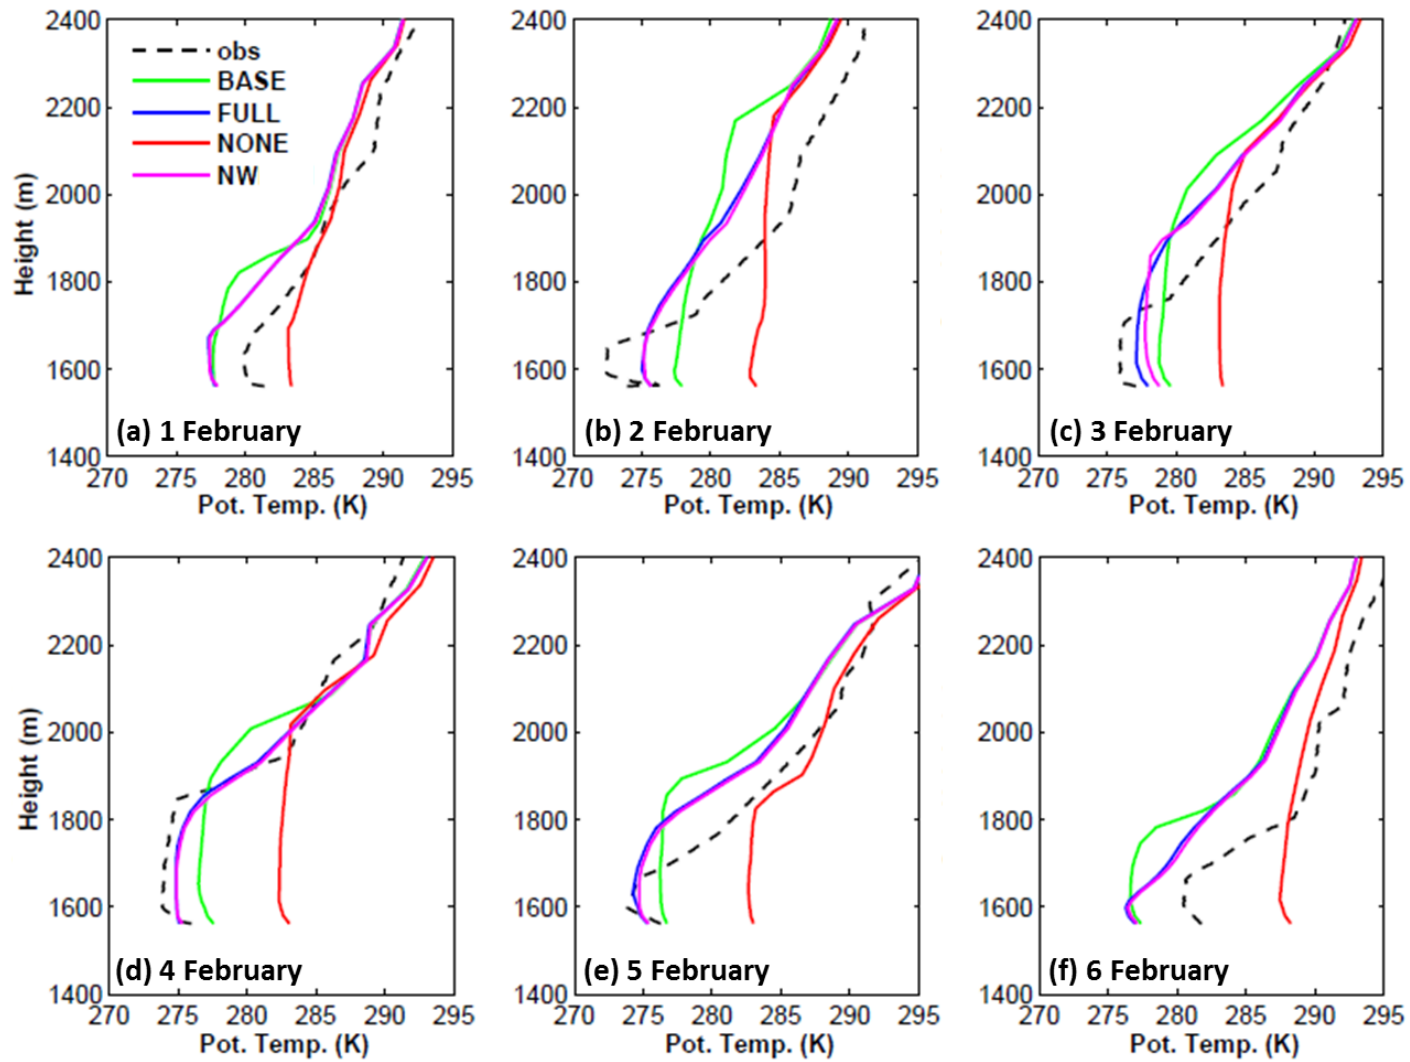 2400
2200
2000
1800
1600
1400
Height (m)
obs
BASE
FULL
NONE
NW
(a) 1 February
270 275 280 285 290 295
Pot. Temp. (K)
2400
2200
2000
1800
1600
1400
(b) 2 February
270 275 280 285 290 295
Pot. Temp. (K)
2400
2200
2000
1800
1600
1400
(c) 3 February
270 275 280 285 290 295
Pot. Temp. (K)
2400
2200
2000
1800
1600
1400
Height (m)
(d) 4 February
270 275 280 285 290 295
Pot. Temp. (K)
2400
2200
2000
1800
1600
1400
(e) 5 February
270 275 280 285 290 295
Pot. Temp. (K)
2400
2200
2000
1800
1600
1400
(f) 6 February
270 275 280 285 290 295
Pot. Temp. (K)